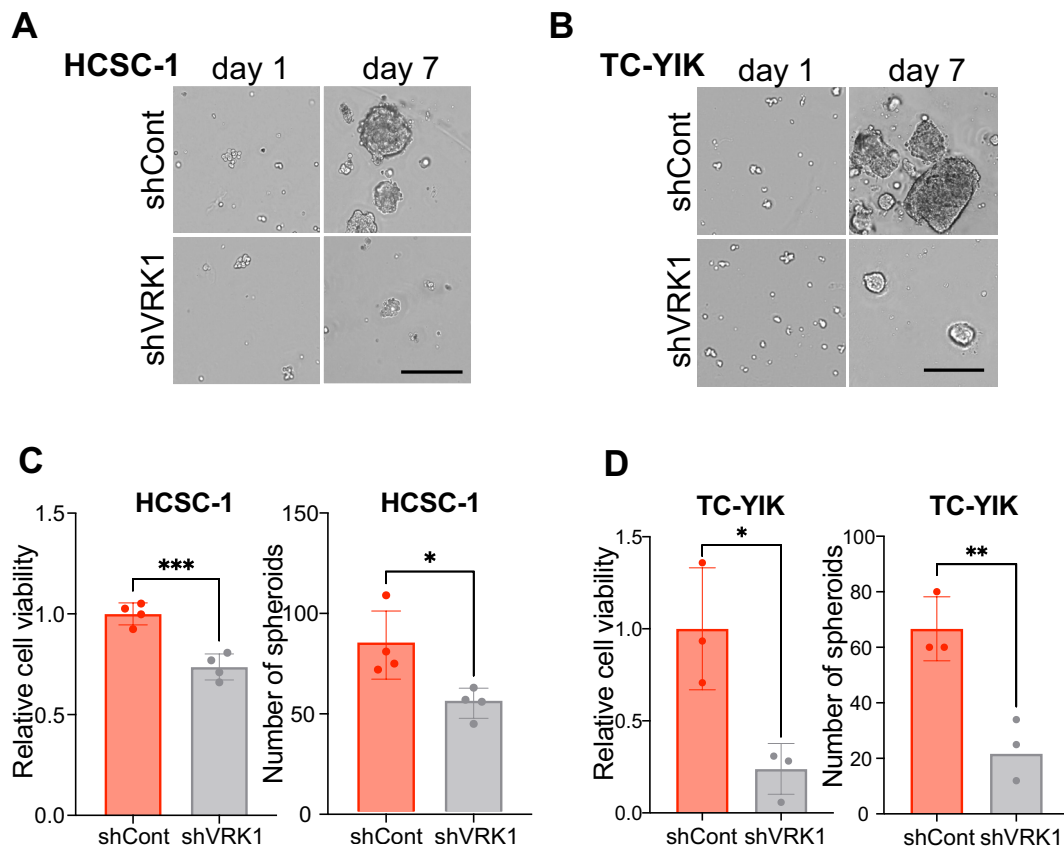 A
HCSC-1 day 1 day 7
shCont
shVRK1
B
TC-YIK day 1 day 7
shCont
shVRK1
C
HCSC-1
Relative cell viability
1.5
1.0
0.5
0.0
***
shCont shVRK1
HCSC-1
Number of spheroids
150
100
50
0
*
shCont shVRK1
D
TC-YIK
Relative cell viability
1.5
1.0
0.5
0.0
*
shCont shVRK1
TC-YIK
Number of spheroids
100
80
60
40
20
0
**
shCont shVRK1